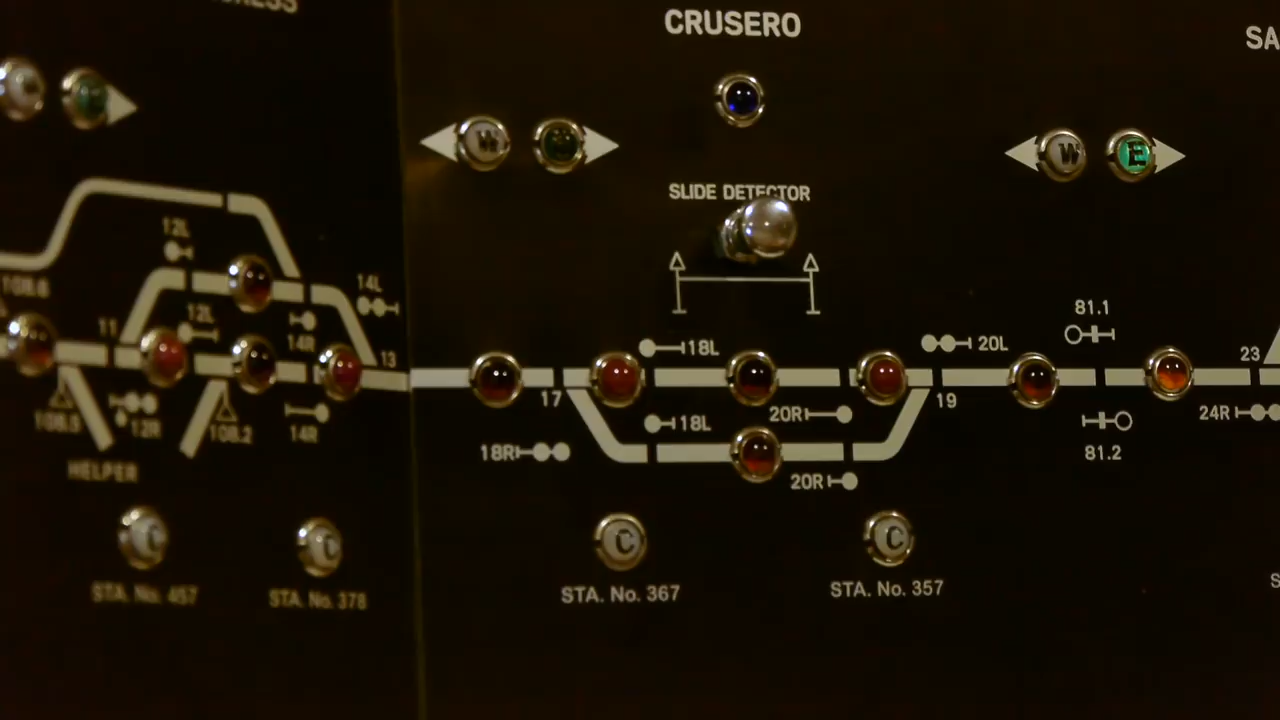 CRUSERO
W
W E
SLIDE DETECTOR
12L
14L
81.1
11
12L
14R
13
18L
20L
23
17
19
18L
20R
24R
108.5
12R
14R
108.2
18R
20R
81.2
HELPER
C
C
C
C
STA. No. 457
STA. No. 378
STA. No. 367
STA. No. 357